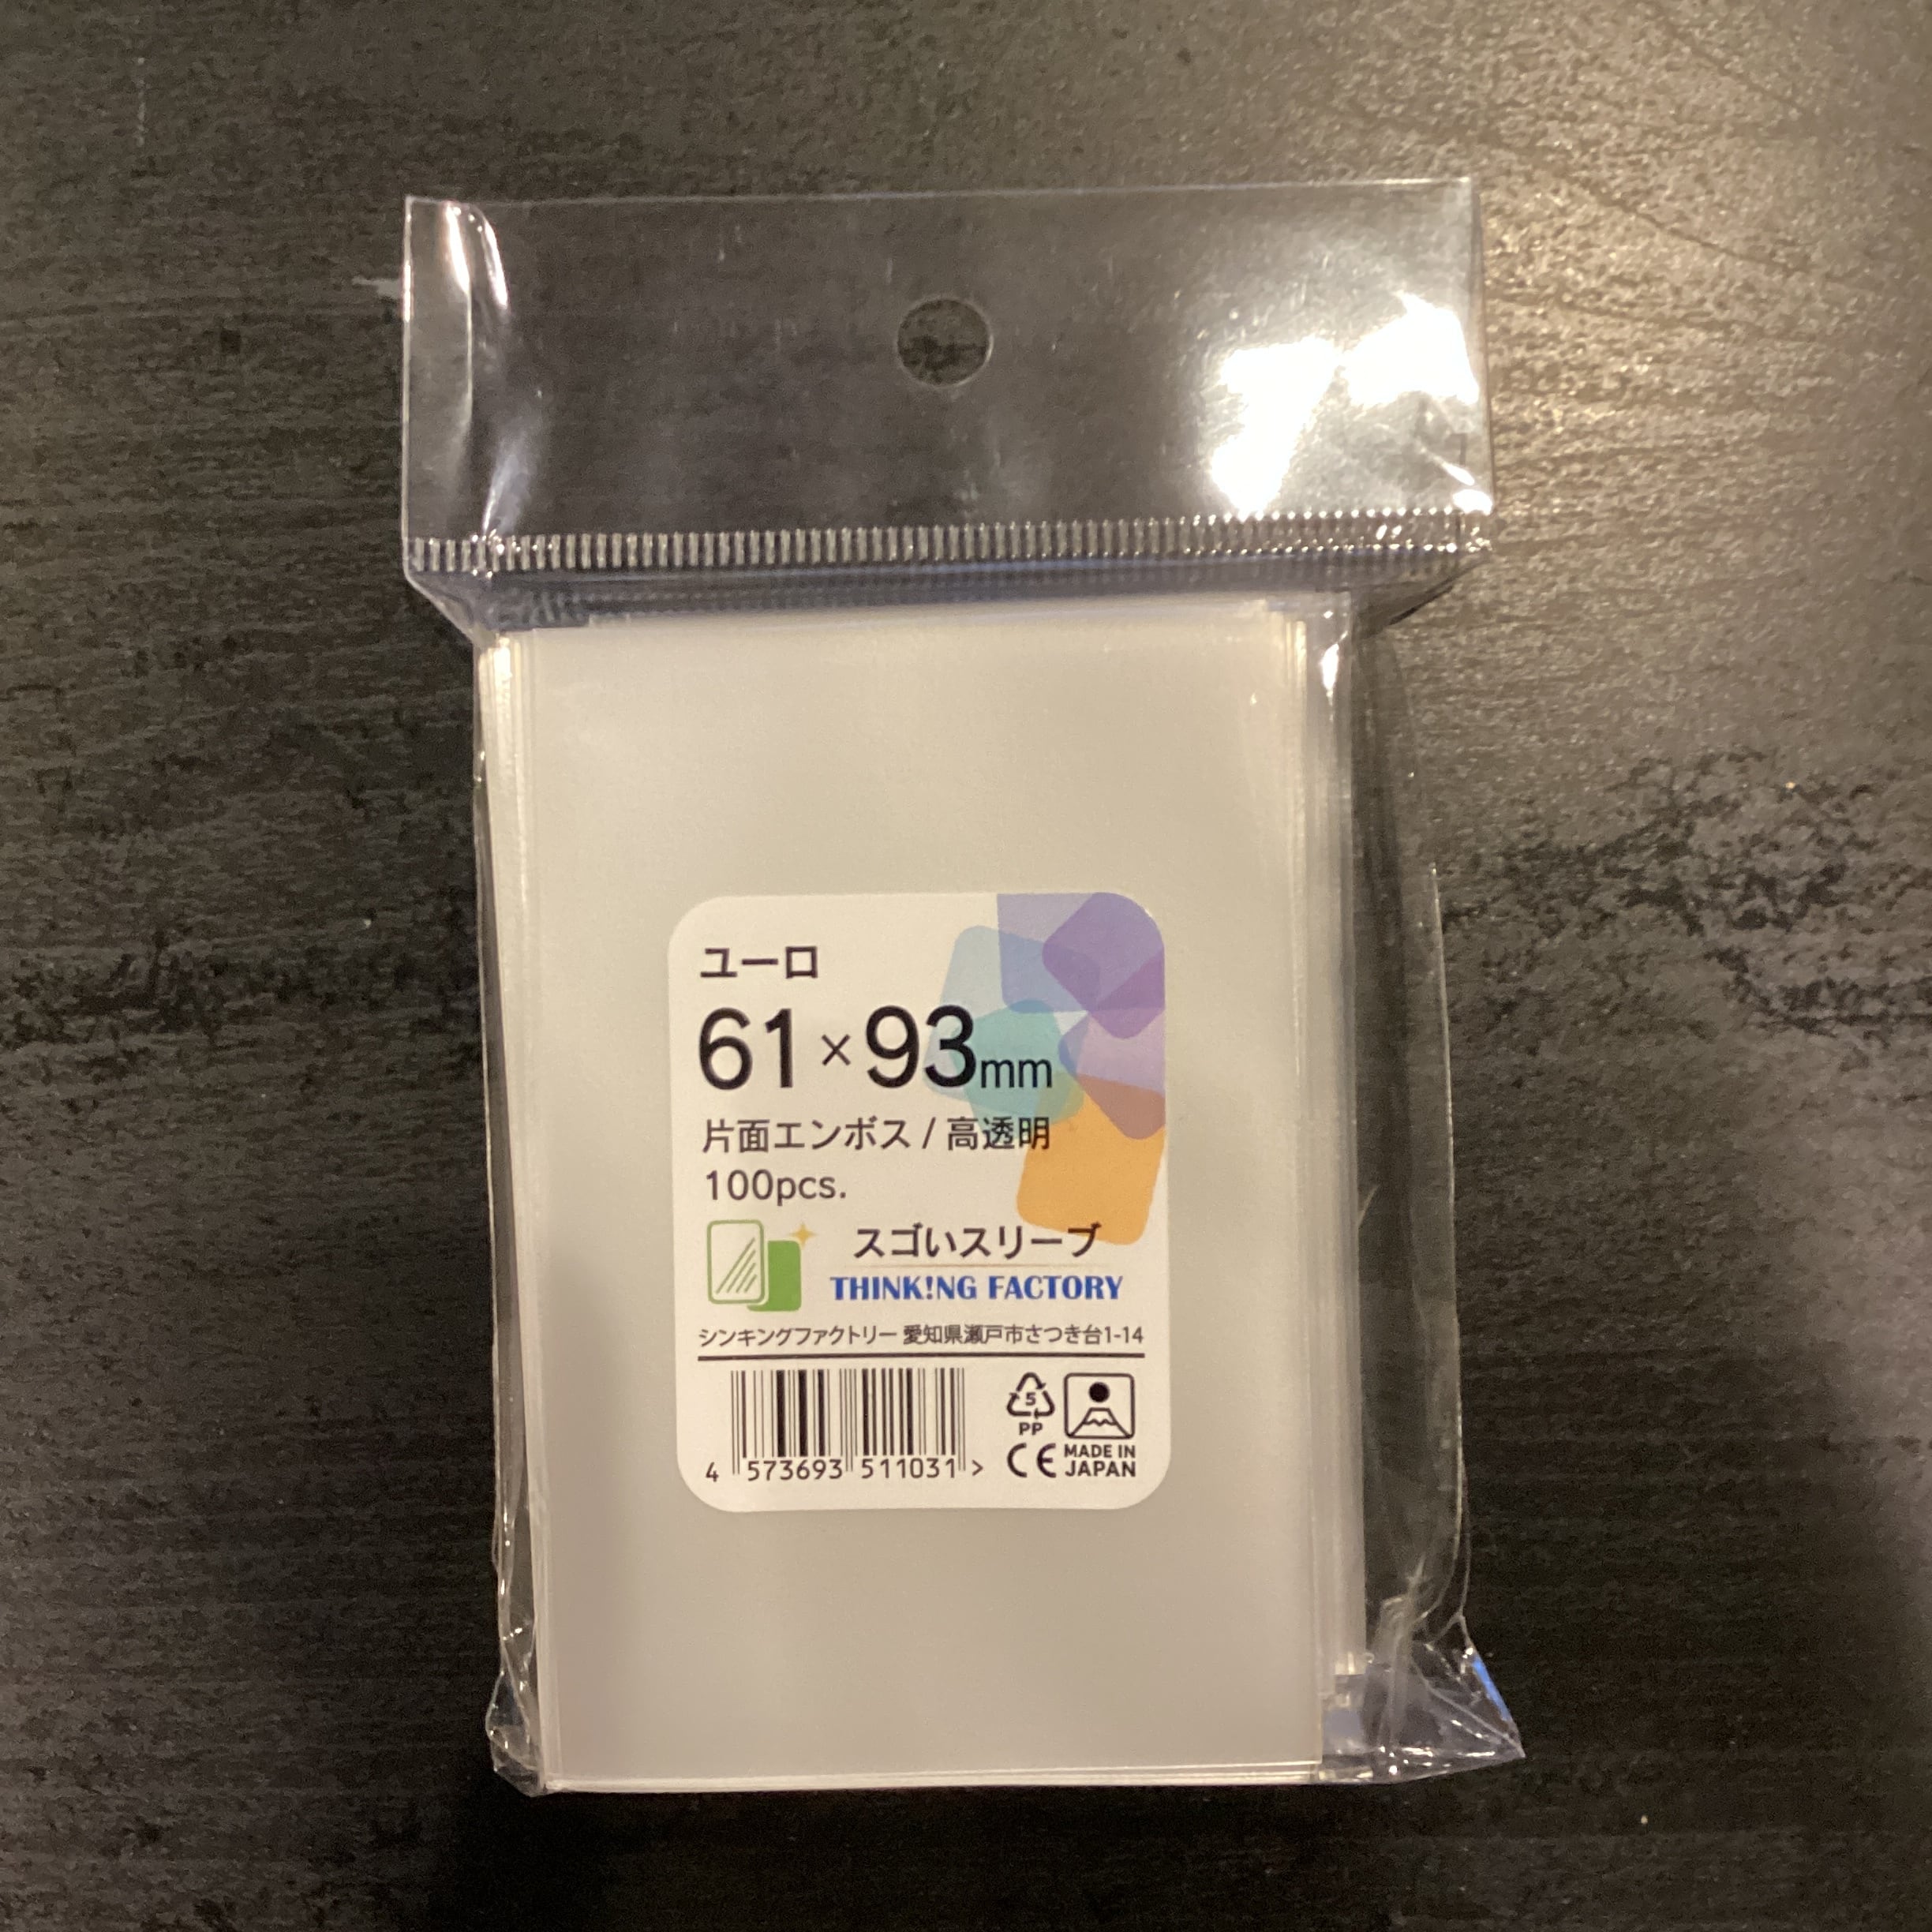 ユーロ
61×93mm
片面エンボス / 高透明
100pcs.
スゴいスリーブ
THINK!NG FACTORY
シンキングファクトリー 愛知県瀬戸市さつき台1-14
4 573693 511031 >
5
PP
CE
MADE IN
JAPAN